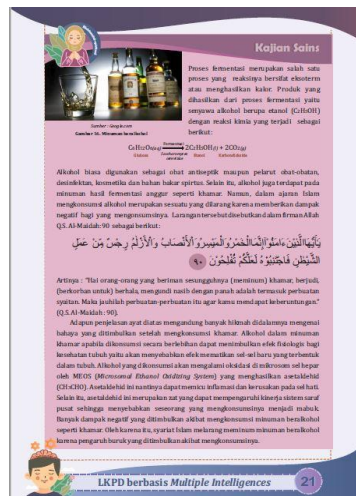 Kajian Sains
Proses fermentasi merupakan salah satu
proses yang reaksinya bersifat eksoterm
atau menghasilkan kalor. Produk yang
dihasilkan dari proses fermentasi yaitu
senyawa alkohol berupa etanol (C₂H₅OH)
dengan reaksi kimia yang terjadi sebagai
berikut:
Sumber : Google.com
Gambar 16. Minuman beralkohol
C₆H₁₂O₆(aq) 2C₂H₅OH(l) + 2CO₂(g)
Glukosa Etanol Karbondioksida
Alkohol biasa digunakan sebagai obat antiseptik maupun pelarut obat-obatan,
desinfektan, kosmetika dan bahan bakar spirtus. Selain itu, alkohol juga terdapat pada
minuman hasil fermentasi anggur seperti khamar. Namun, dalam ajaran Islam
mengkonsumsi alkohol merupakan sesuatu yang dilarang karena memberikan dampak
negatif bagi yang mengonsumsinya. Larangan tersebut disebutkan dalam firman Allah
Q.S. Al-Maidah: 90 sebagai berikut:
يَٰٓأَيُّهَا ٱلَّذِينَ ءَامَنُوٓا۟ إِنَّمَا ٱلْخَمْرُ وَٱلْمَيْسِرُ وَٱلْأَنصَابُ وَٱلْأَزْلَٰمُ رِجْسٌ مِّنْ عَمَلِ
ٱلشَّيْطَٰنِ فَٱجْتَنِبُوهُ لَعَلَّكُمْ تُفْلِحُونَ ٩٠
Artinya : "Hai orang-orang yang beriman sesungguhnya (meminum) khamar, berjudi,
(berkorban untuk) berhala, mengundi nasib dengan panah adalah termasuk perbuatan
syaitan. Maka jauhilah perbuatan-perbuatan itu agar kamu mendapat keberuntungan."
(Q.S.Al-Maidah : 90).
Adapun penjelasan ayat diatas mengandung banyak hikmah didalamnya mengenai
bahaya yang ditimbulkan setelah mengkonsumsi khamar. Alkohol dalam minuman
khamar apabila dikonsumsi secara berlebihan dapat menimbulkan efek fisiologis bagi
kesehatan tubuh yaitu akan menyebabkan efek mematikan sel-sel baru yang terbentuk
dalam tubuh. Alkohol yang dikonsumsi akan mengalami oksidasi di mikrosom sel hepar
oleh MEOS (Microsomal Ethanol Oxidizing System) yang menghasilkan asetaldehid
(CH₃CHO). Asetaldehid ini nantinya dapat memicu inflamasi dan kerusakan pada sel hati.
Selain itu, asetaldehid ini merupakan zat yang dapat mempengaruhi kinerja sistem saraf
pusat sehingga menyebabkan seseorang yang mengkonsumsinya menjadi mabuk.
Banyak dampak negatif yang ditimbulkan akibat mengkonsumsi minuman beralkohol
seperti khamar. Oleh karena itu, syariat Islam melarang meminum minuman beralkohol
karena pengaruh buruk yang ditimbulkan akibat mengkonsumsinya.
LKPD berbasis Multiple Intelligences 21